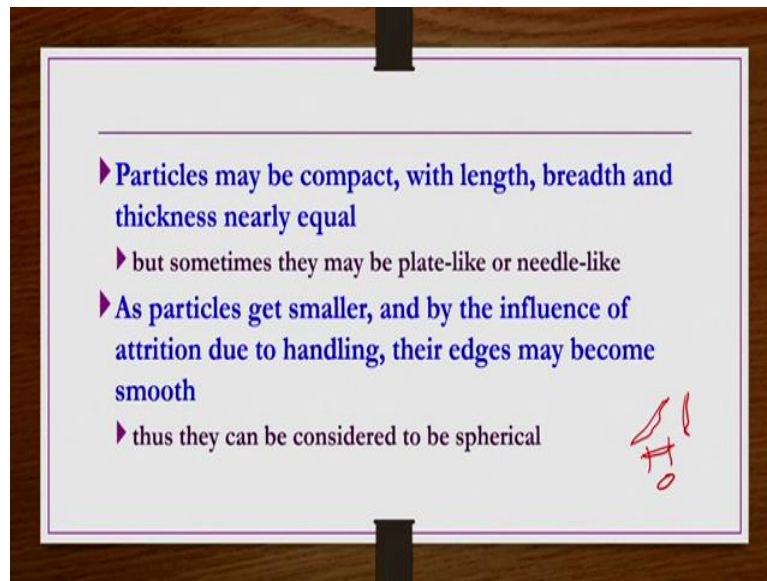 Particles may be compact, with length, breadth and
thickness nearly equal
but sometimes they may be plate-like or needle-like
As particles get smaller, and by the influence of
attrition due to handling, their edges may become
smooth
thus they can be considered to be spherical